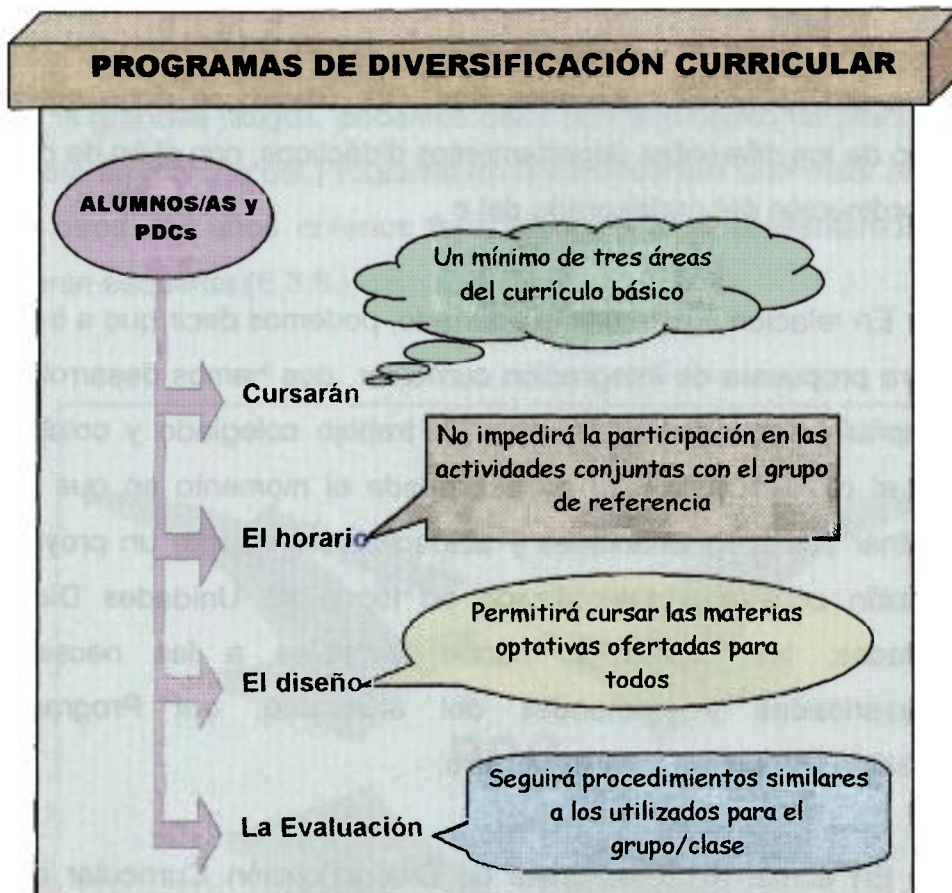 PROGRAMAS DE DIVERSIFICACIÓN CURRICULAR
ALUMNOS/AS y
PDCs
Un mínimo de tres áreas
del currículo básico
Cursarán
No impedirá la participación en las
actividades conjuntas con el grupo
de referencia
El horario
Permitirá cursar las materias
optativas ofertadas para
todos
El diseño
Seguirá procedimientos similares
a los utilizados para el
grupo/clase
La Evaluación